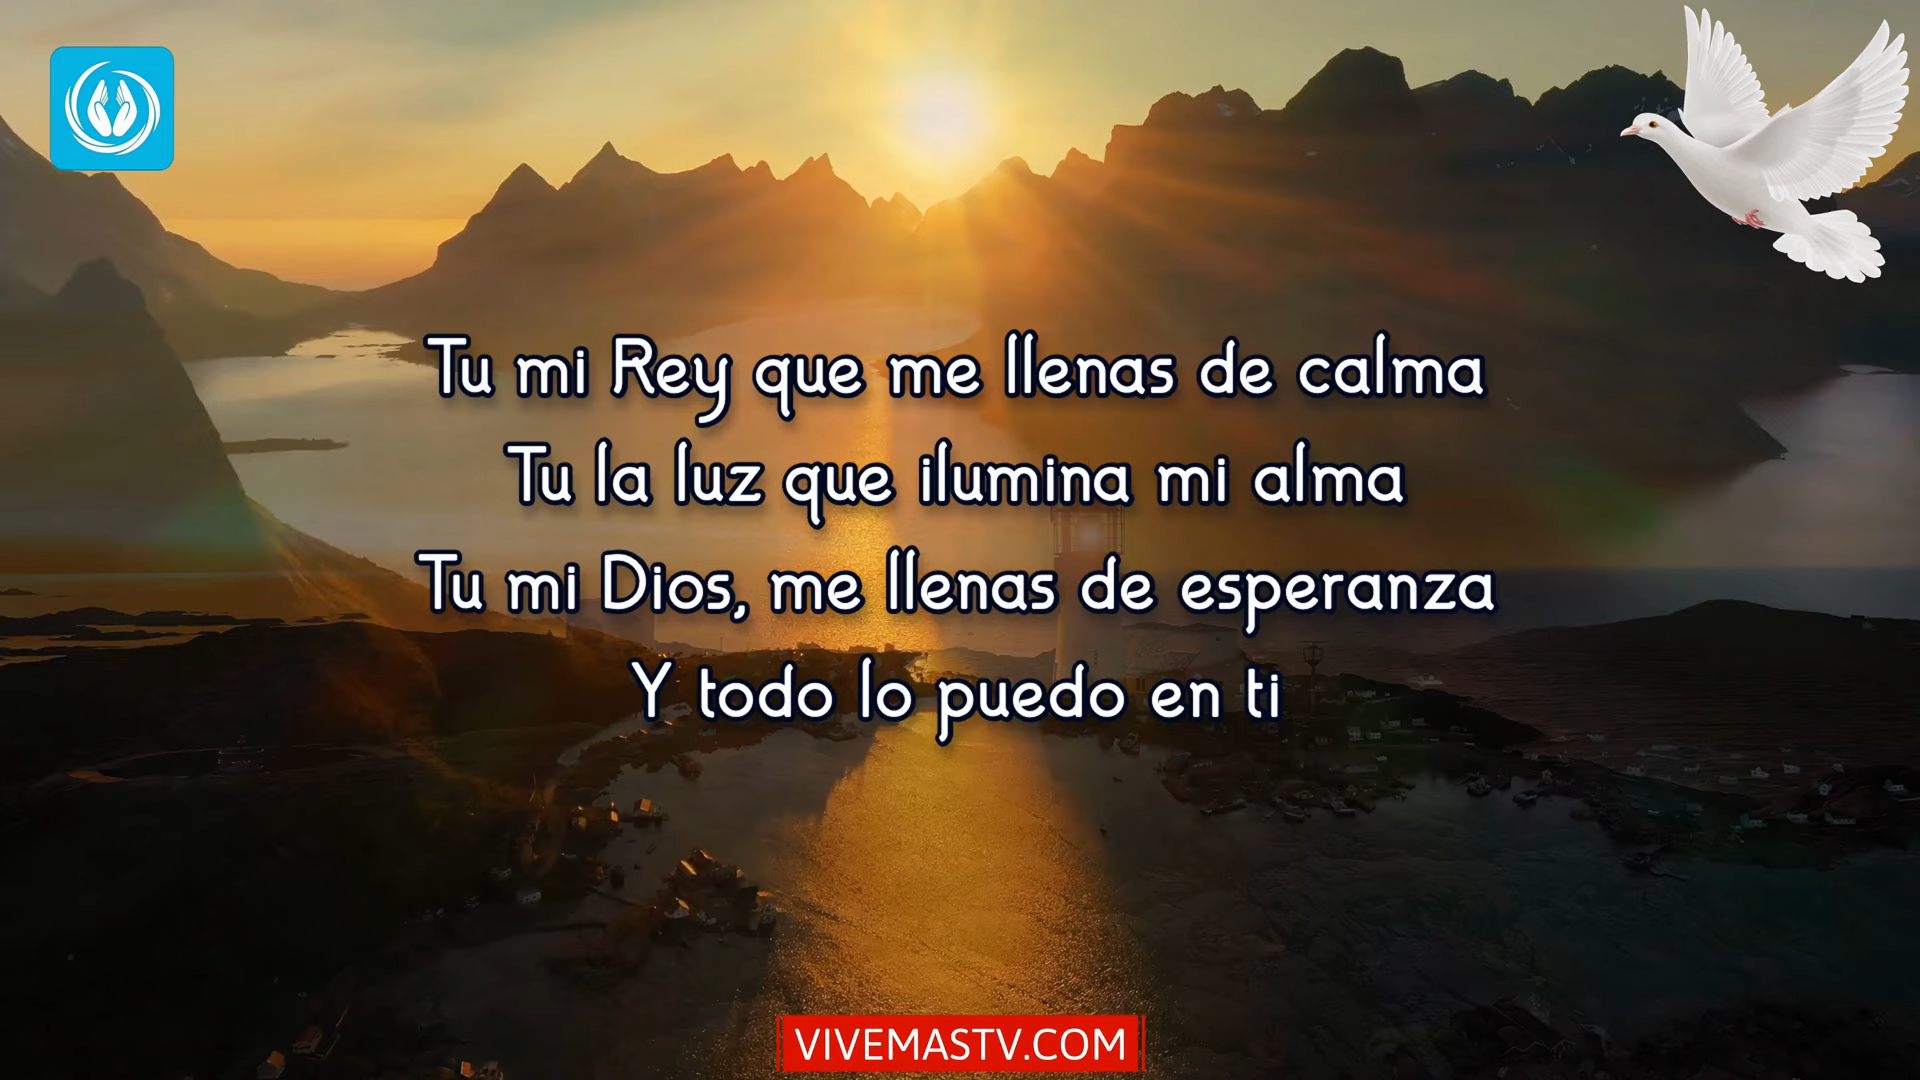 Tu mi Rey que me llenas de calma
Tu la luz que ilumina mi alma
Tu mi Dios, me llenas de esperanza
Y todo lo puedo en ti
VIVEMASTV.COM